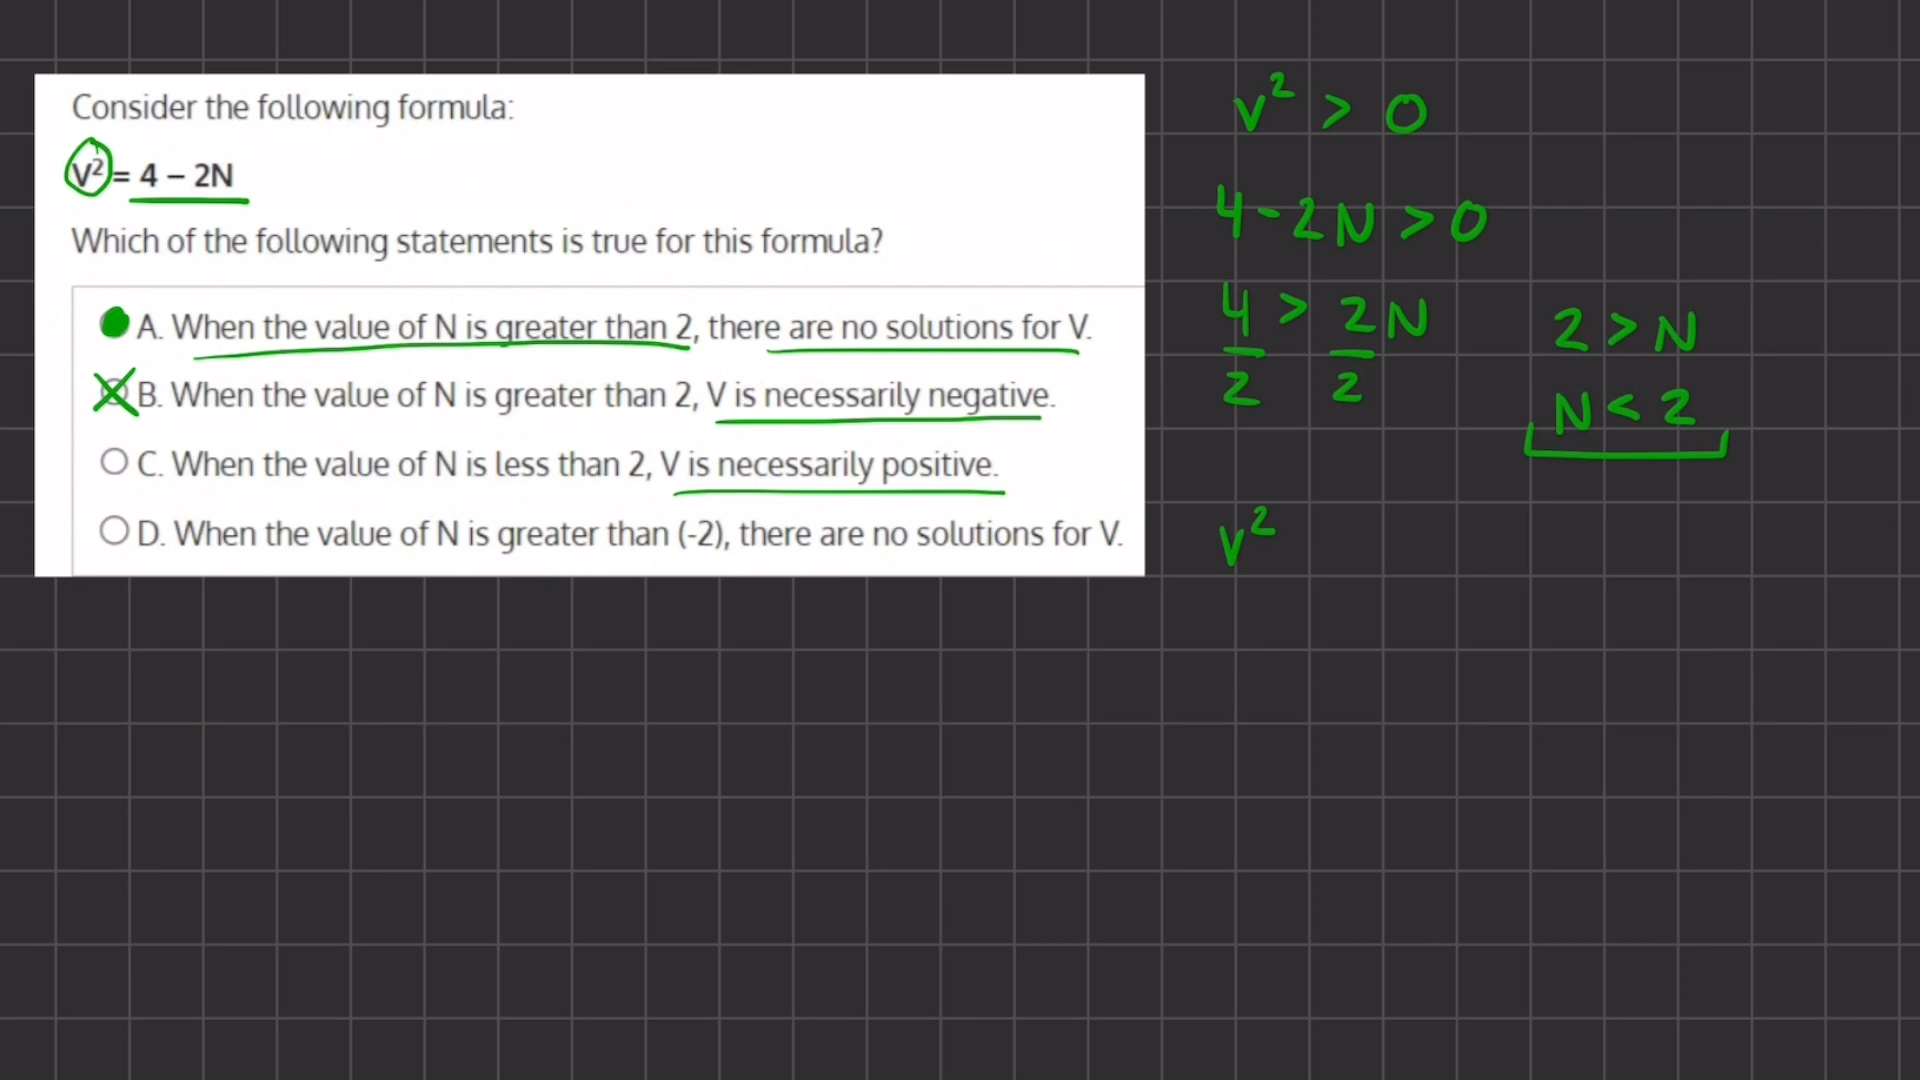 Consider the following formula:
V² = 4 – 2N
Which of the following statements is true for this formula?
A. When the value of N is greater than 2, there are no solutions for V.
B. When the value of N is greater than 2, V is necessarily negative.
C. When the value of N is less than 2, V is necessarily positive.
D. When the value of N is greater than (-2), there are no solutions for V.
v² > 0
4-2N > 0
4/2 > 2N/2
2 > N
N < 2
v²